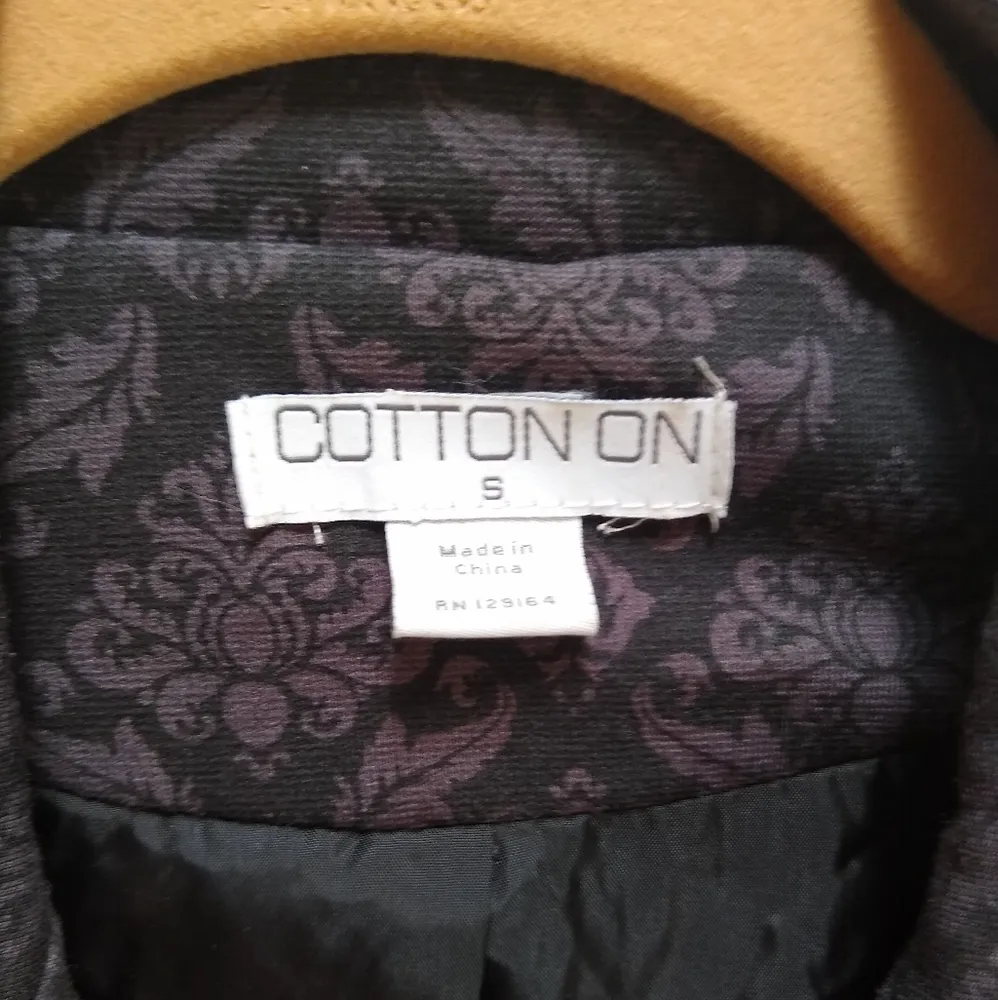 COTTON ON
S
Made in
China
RN 129164